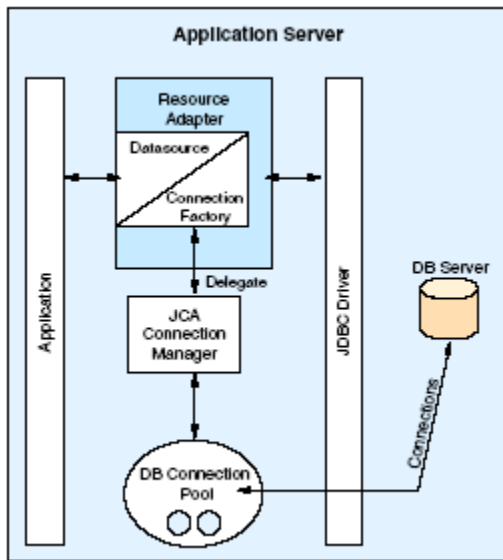 Application Server
Resource
Adapter
Datasource
Connection
Factory
Delegate
Application
JCA
Connection
Manager
JDBC Driver
DB Server
Connections
DB Connection
Pool